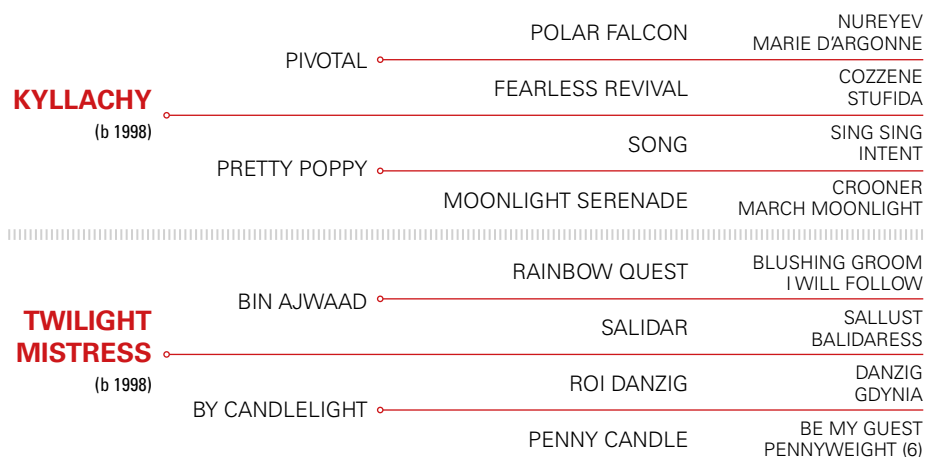 KYLLACHY
(b 1998)
PIVOTAL
POLAR FALCON
NUREYEV
MARIE D'ARGONNE
FEARLESS REVIVAL
COZZENE
STUFIDA
PRETTY POPPY
SONG
SING SING
INTENT
MOONLIGHT SERENADE
CROONER
MARCH MOONLIGHT
TWILIGHT
MISTRESS
(b 1998)
BIN AJWAAD
RAINBOW QUEST
BLUSHING GROOM
I WILL FOLLOW
SALIDAR
SALLUST
BALIDARESS
BY CANDLELIGHT
ROI DANZIG
DANZIG
GDYNIA
PENNY CANDLE
BE MY GUEST
PENNYWEIGHT (6)